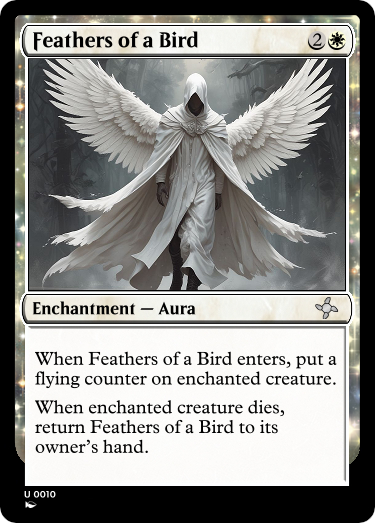 Feathers of a Bird 2
Enchantment — Aura
When Feathers of a Bird enters, put a
flying counter on enchanted creature.
When enchanted creature dies,
return Feathers of a Bird to its
owner's hand.
U 0010